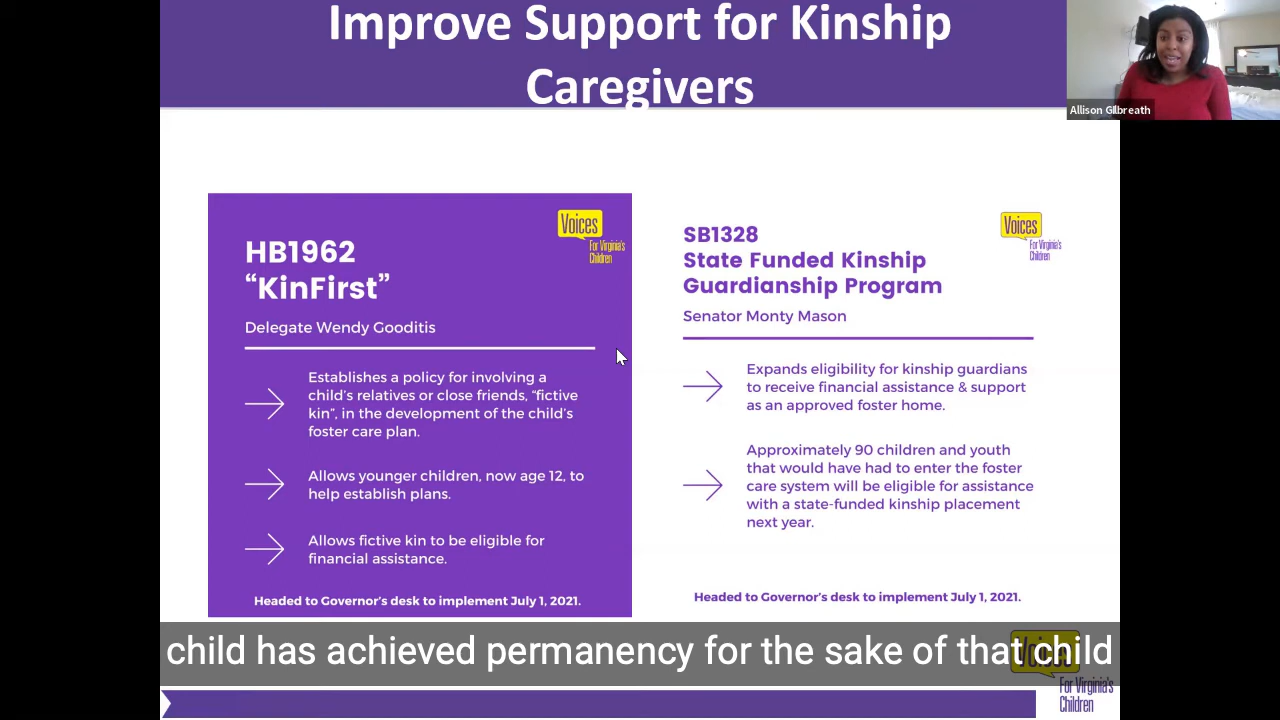 Improve Support for Kinship
Caregivers
Allison Gilbreath
HB1962
“KinFirst”
Voices
For Virginia's
Children
Delegate Wendy Gooditis
Establishes a policy for involving a
child’s relatives or close friends, “fictive
kin”, in the development of the child’s
foster care plan.
Allows younger children, now age 12, to
help establish plans.
Allows fictive kin to be eligible for
financial assistance.
Headed to Governor’s desk to implement July 1, 2021.
SB1328
State Funded Kinship
Guardianship Program
Voices
For Virginia's
Children
Senator Monty Mason
Expands eligibility for kinship guardians
to receive financial assistance & support
as an approved foster home.
Approximately 90 children and youth
that would have had to enter the foster
care system will be eligible for assistance
with a state-funded kinship placement
next year.
Headed to Governor’s desk to implement July 1, 2021.
child has achieved permanency for the sake of that child
For Virginia's
Children